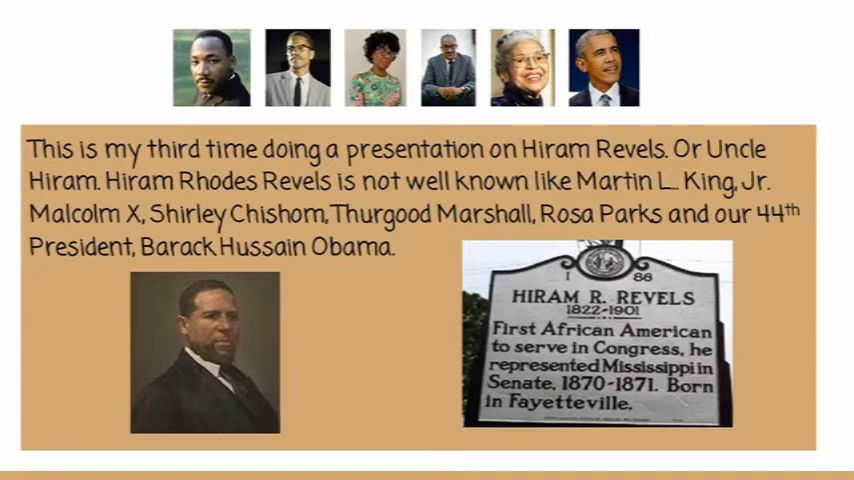 This is my third time doing a presentation on Hiram Revels. Or Uncle
Hiram. Hiram Rhodes Revels is not well known like Martin L. King, Jr.
Malcolm X, Shirley Chishom, Thurgood Marshall, Rosa Parks and our 44th
President, Barack Hussain Obama.
I 88
HIRAM R. REVELS
1822-1901
First African American
to serve in Congress, he
represented Mississippi in
Senate, 1870-1871. Born
in Fayetteville.